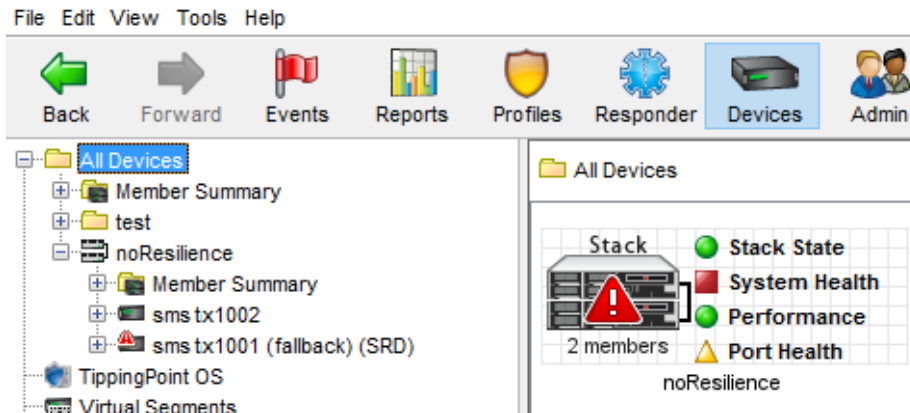 File Edit View Tools Help
Back Forward Events Reports Profiles Responder Devices Admin
All Devices
Member Summary
test
noResilience
Member Summary
sms tx1002
sms tx1001 (fallback) (SRD)
TippingPoint OS
Virtual Segments
All Devices
Stack
2 members
Stack State
System Health
Performance
Port Health
noResilience